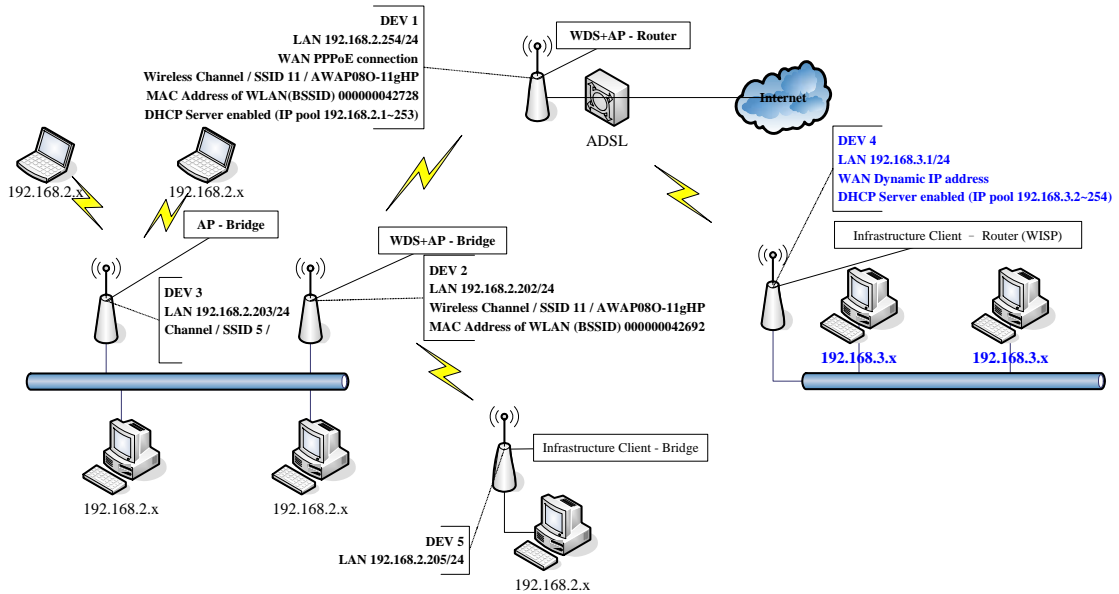 DEV 1
LAN 192.168.2.254/24
WAN PPPoE connection
Wireless Channel / SSID 11 / AWAP08O-11gHP
MAC Address of WLAN(BSSID) 000000042728
DHCP Server enabled (IP pool 192.168.2.1~253)
WDS+AP - Router
ADSL
Internet
DEV 4
LAN 192.168.3.1/24
WAN Dynamic IP address
DHCP Server enabled (IP pool 192.168.3.2~254)
Infrastructure Client - Router (WISP)
192.168.3.x
192.168.3.x
192.168.2.x
192.168.2.x
AP - Bridge
WDS+AP - Bridge
DEV 3
LAN 192.168.2.203/24
Channel / SSID 5 /
DEV 2
LAN 192.168.2.202/24
Wireless Channel / SSID 11 / AWAP08O-11gHP
MAC Address of WLAN (BSSID) 000000042692
192.168.2.x
192.168.2.x
Infrastructure Client - Bridge
DEV 5
LAN 192.168.2.205/24
192.168.2.x